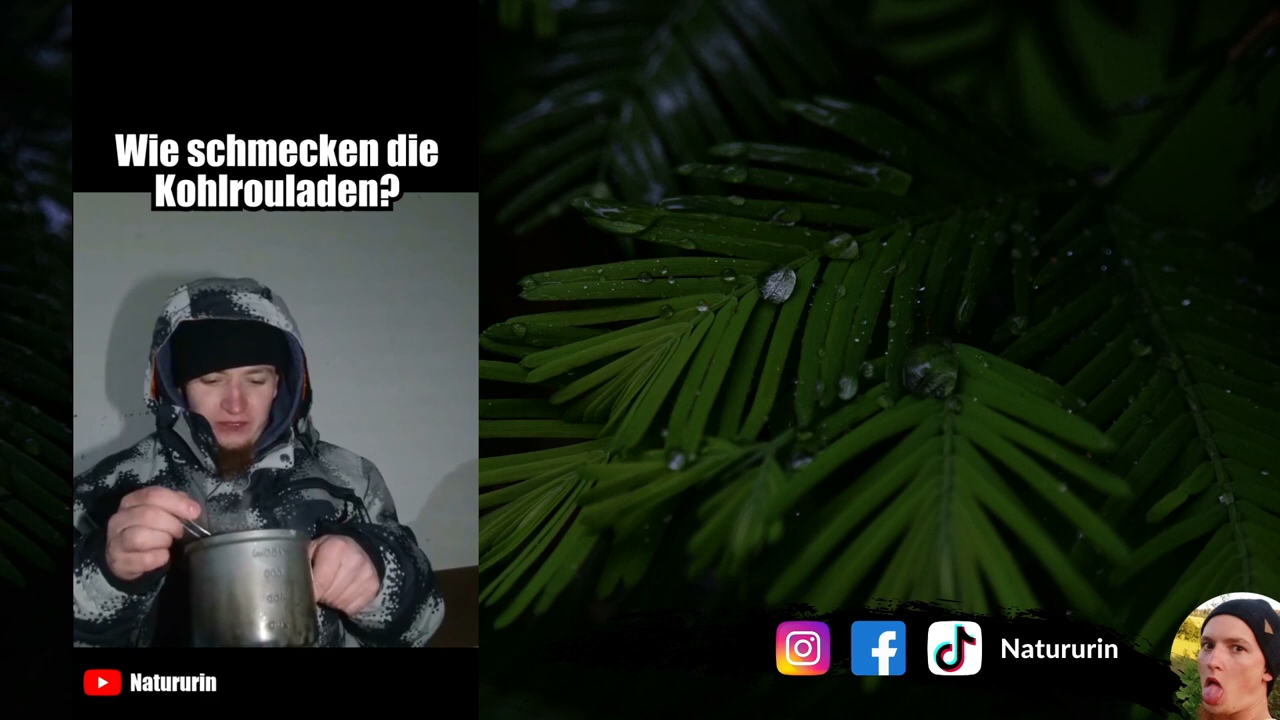 Wie schmecken die
Kohlrouladen?
Natururin
Natururin